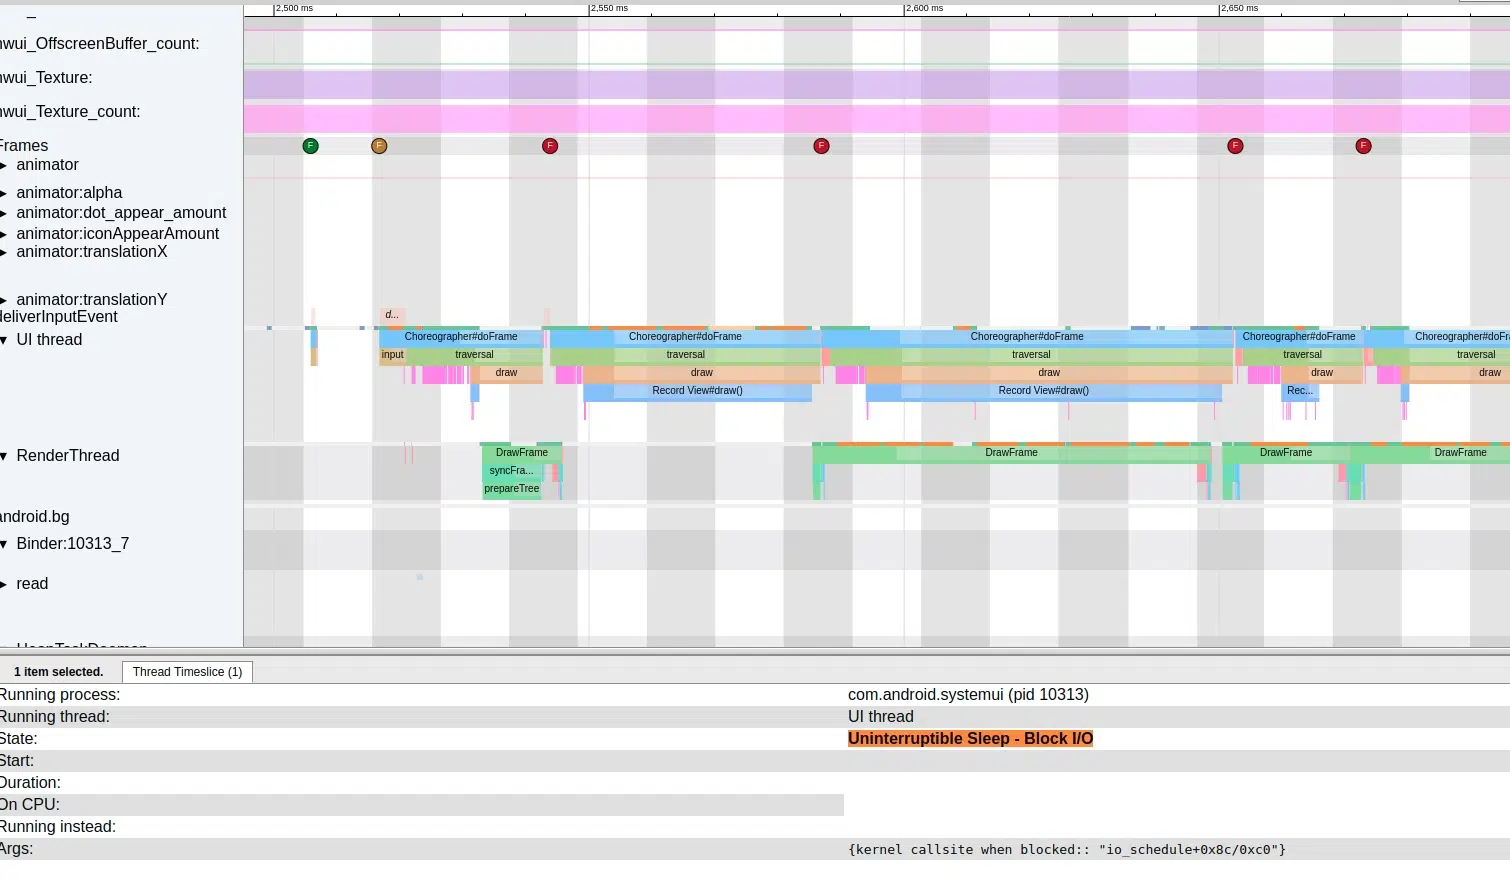 2,500 ms 2,550 ms 2,600 ms 2,650 ms
wui_OffscreenBuffer_count:
wui_Texture:
wui_Texture_count:
Frames
F F F F F F
animator
animator:alpha
animator:dot_appear_amount
animator:iconAppearAmount
animator:translationX
animator:translationY
deliverInputEvent
d...
UI thread
Choreographer#doFrame Choreographer#doFrame Choreographer#doFrame Choreographer#doFrame Choreographer#doFr
input traversal traversal traversal traversal traversal
draw draw draw draw draw
Record View#draw() Record View#draw() Rec...
RenderThread
DrawFrame DrawFrame DrawFrame DrawFrame
syncFra...
prepareTree
android.bg
Binder:10313_7
read
HeapTaskDaemon
1 item selected. Thread Timeslice (1)
Running process: com.android.systemui (pid 10313)
Running thread: UI thread
State: Uninterruptible Sleep - Block I/O
Start:
Duration:
On CPU:
Running instead:
Args: {kernel callsite when blocked:: "io_schedule+0x8c/0xc0"}